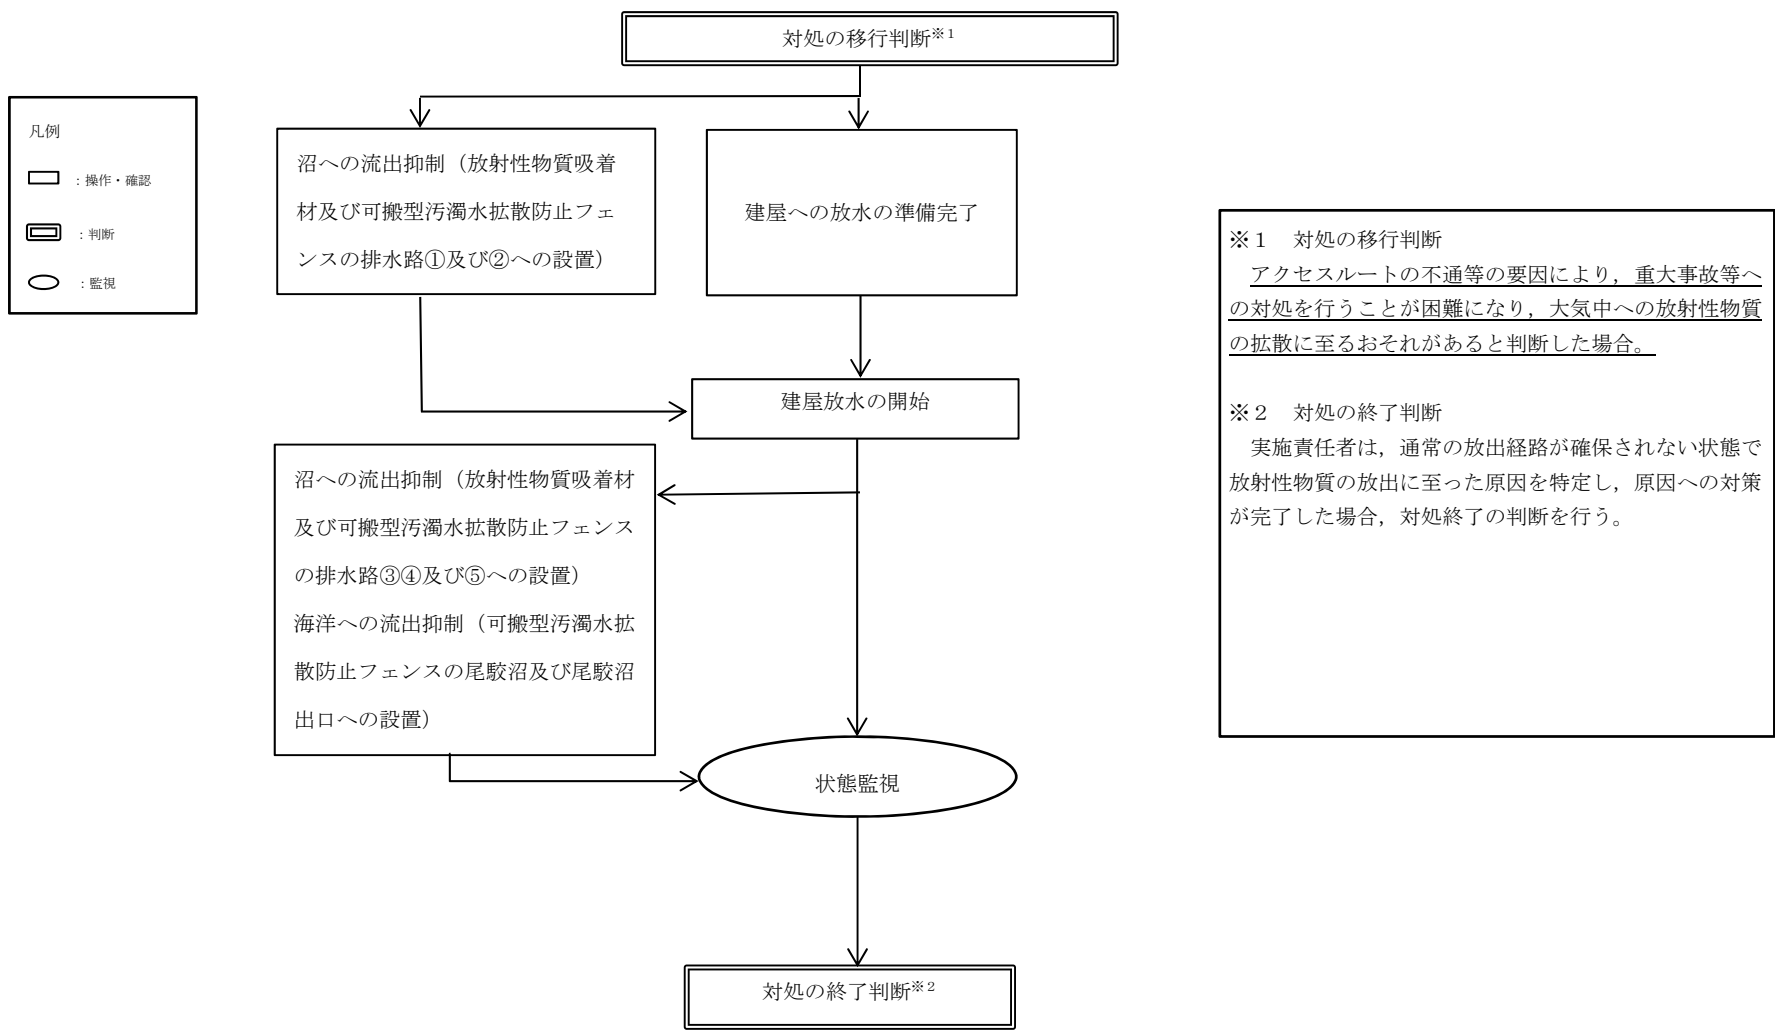 対処の移行判断※1
凡例
：操作・確認
：判断
：監視
沼への流出抑制（放射性物質吸着
材及び可搬型汚濁水拡散防止フェ
ンスの排水路①及び②への設置）
建屋への放水の準備完了
建屋放水の開始
沼への流出抑制（放射性物質吸着材
及び可搬型汚濁水拡散防止フェンス
の排水路③④及び⑤への設置）
海洋への流出抑制（可搬型汚濁水拡
散防止フェンスの尾駮沼及び尾駮沼
出口への設置）
状態監視
対処の終了判断※2
※１　対処の移行判断
アクセスルートの不通等の要因により，重大事故等へ
の対処を行うことが困難になり，大気中への放射性物質
の拡散に至るおそれがあると判断した場合。
※２　対処の終了判断
実施責任者は，通常の放出経路が確保されない状態で
放射性物質の放出に至った原因を特定し，原因への対策
が完了した場合，対処終了の判断を行う。